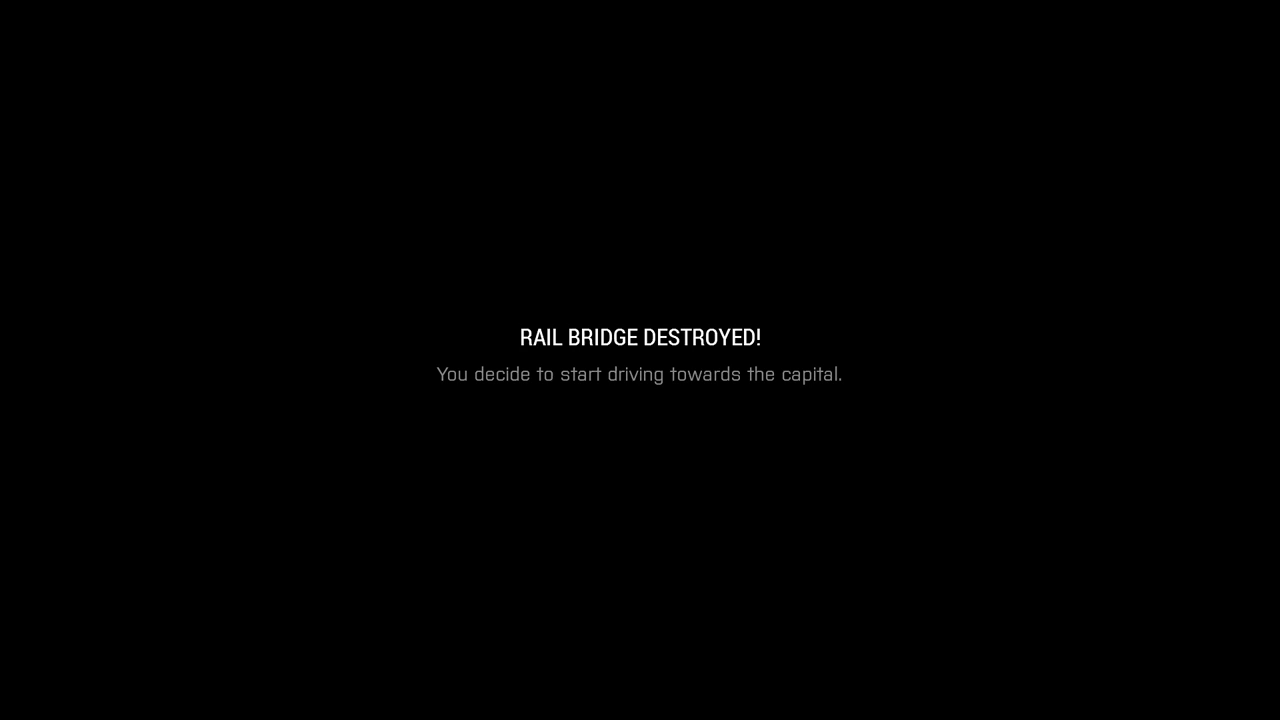 RAIL BRIDGE DESTROYED!
You decide to start driving towards the capital.